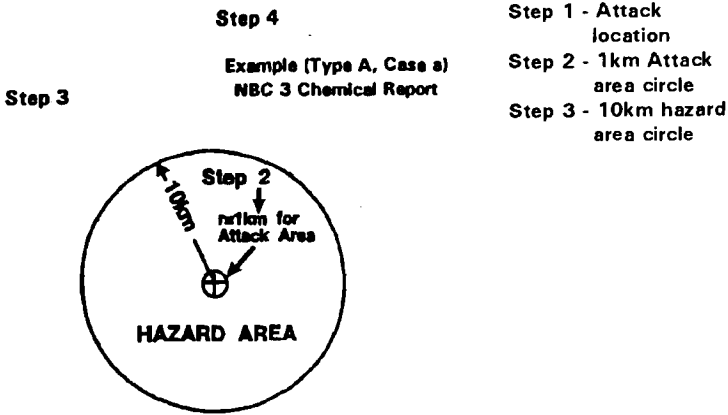 Step 4
Example (Type A, Case a)
NBC 3 Chemical Report
Step 3
Step 1 - Attack
location
Step 2 - 1km Attack
area circle
Step 3 - 10km hazard
area circle
10km
Step 2
r=1km for
Attack Area
HAZARD AREA